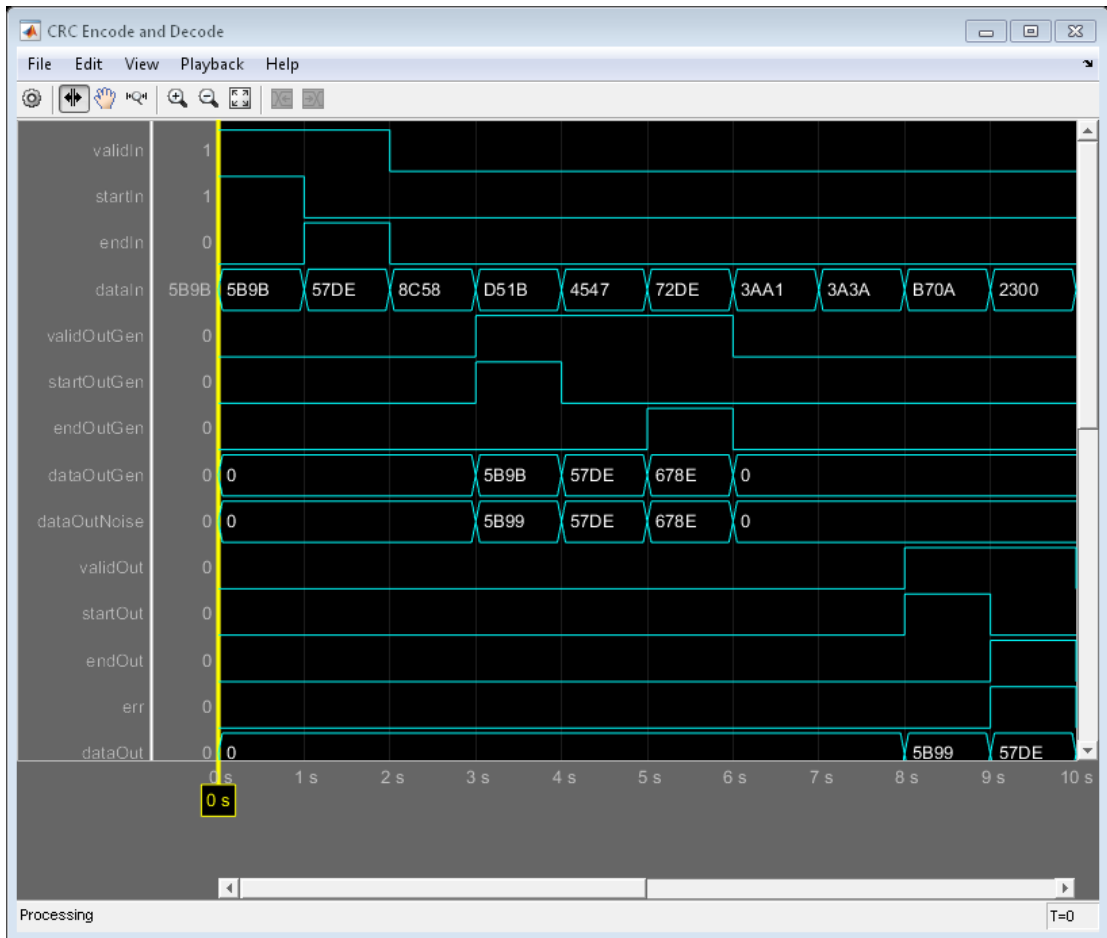 CRC Encode and Decode
File Edit View Playback Help
validIn 1
startIn 1
endIn 0
dataIn 5B9B 5B9B 57DE 8C58 D51B 4547 72DE 3AA1 3A3A B70A 2300
validOutGen 0
startOutGen 0
endOutGen 0
dataOutGen 0 0 5B9B 57DE 678E 0
dataOutNoise 0 0 5B99 57DE 678E 0
validOut 0
startOut 0
endOut 0
err 0
dataOut 0 0 5B99 57DE
0 s 1 s 2 s 3 s 4 s 5 s 6 s 7 s 8 s 9 s 10 s
0 s
Processing T=0